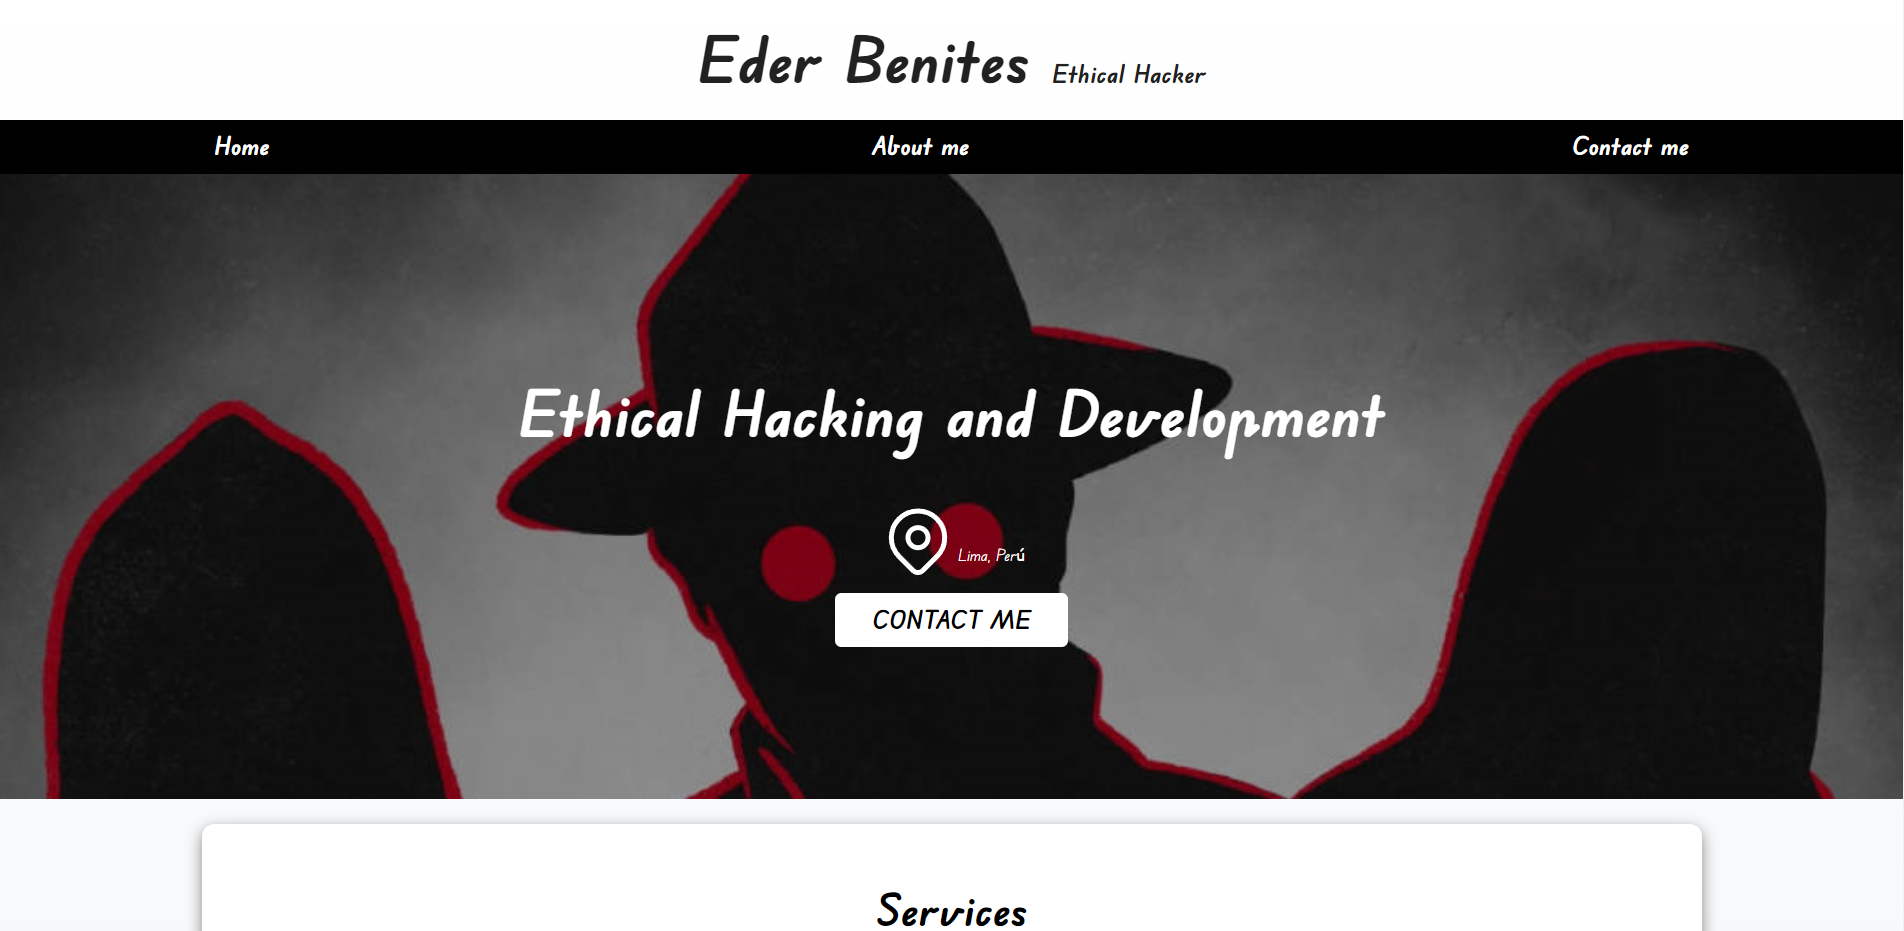 Eder Benites Ethical Hacker
Home About me Contact me
Ethical Hacking and Development
Lima, Perú
CONTACT ME
Services